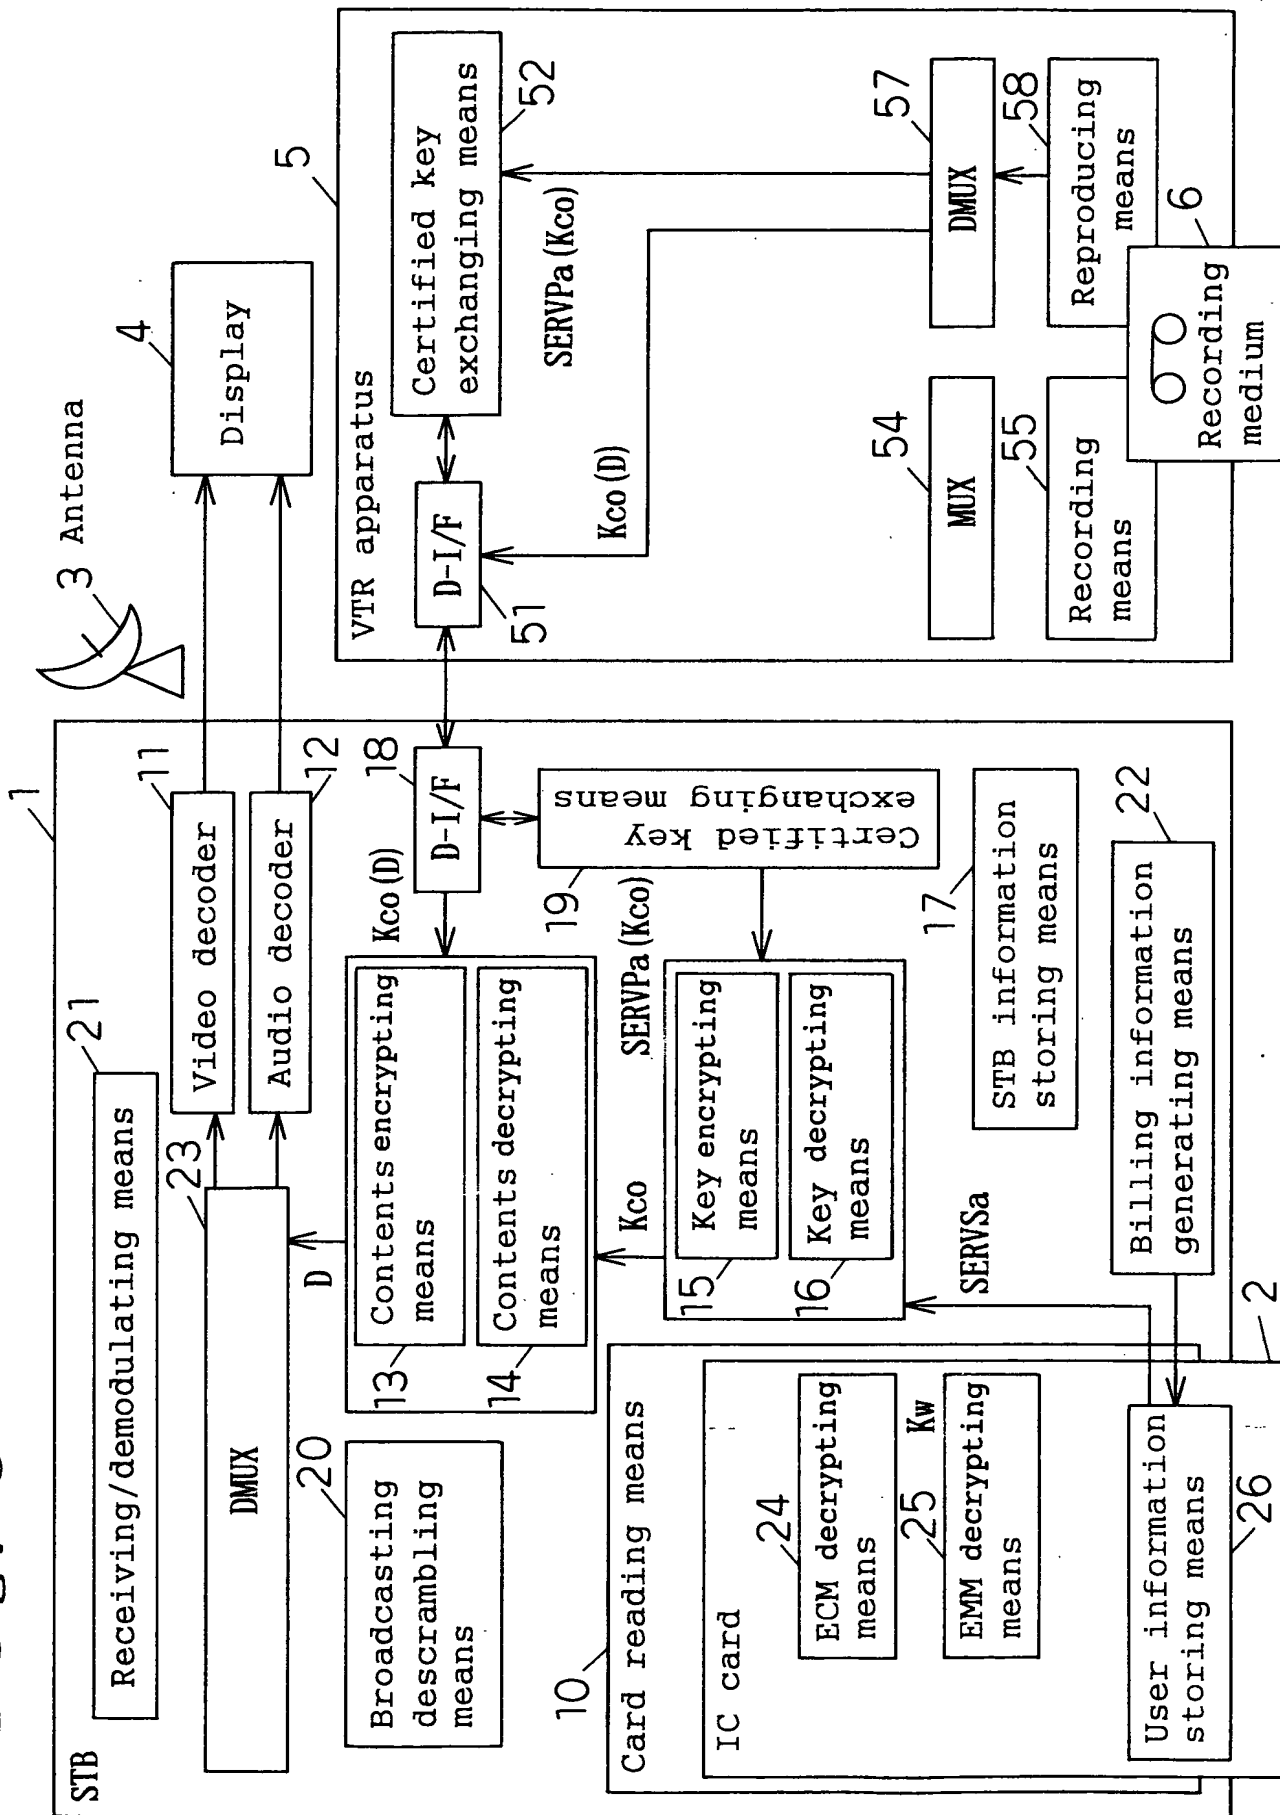 STB
1
Receiving/demodulating means
21
DMUX
23
Video decoder
11
Audio decoder
12
3 Antenna
4
Display
Broadcasting
descrambling
means
20
D
Contents encrypting
means
13
Contents decrypting
means
14
Kco(D)
D-I/F
18
Certified key
exchanging means
19
SERVPa(Kco)
Kco
Key encrypting
means
15
Key decrypting
means
16
SERVSa
STB information
storing means
17
Billing information
generating means
22
10
Card reading means
IC card
2
ECM decrypting
means
24
Kw
EMM decrypting
means
25
User information
storing means
26
5
VTR apparatus
D-I/F
51
Certified key
exchanging means
52
SERVPa(Kco)
Kco(D)
MUX
54
DMUX
57
Recording
means
55
Reproducing
means
58
Recording
medium
6